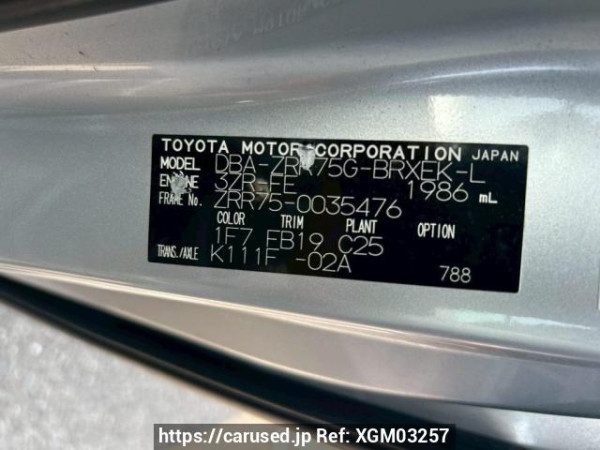 TOYOTA MOTOR CORPORATION JAPAN
MODEL DBA-ZRR75G-BRXEK-L
ENGINE 3ZR-FE 1986 mL
FRAME No. ZRR75-0035476
COLOR TRIM PLANT OPTION
1F7 FB19 C25
TRANS./AXLE K111F -02A 788
https://carused.jp Ref: XGM03257